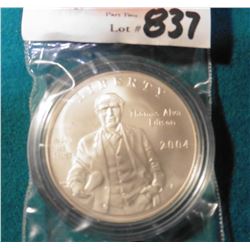 Part Two
Lot # 837
LIBERTY
Thomas Alva
Edison
2004